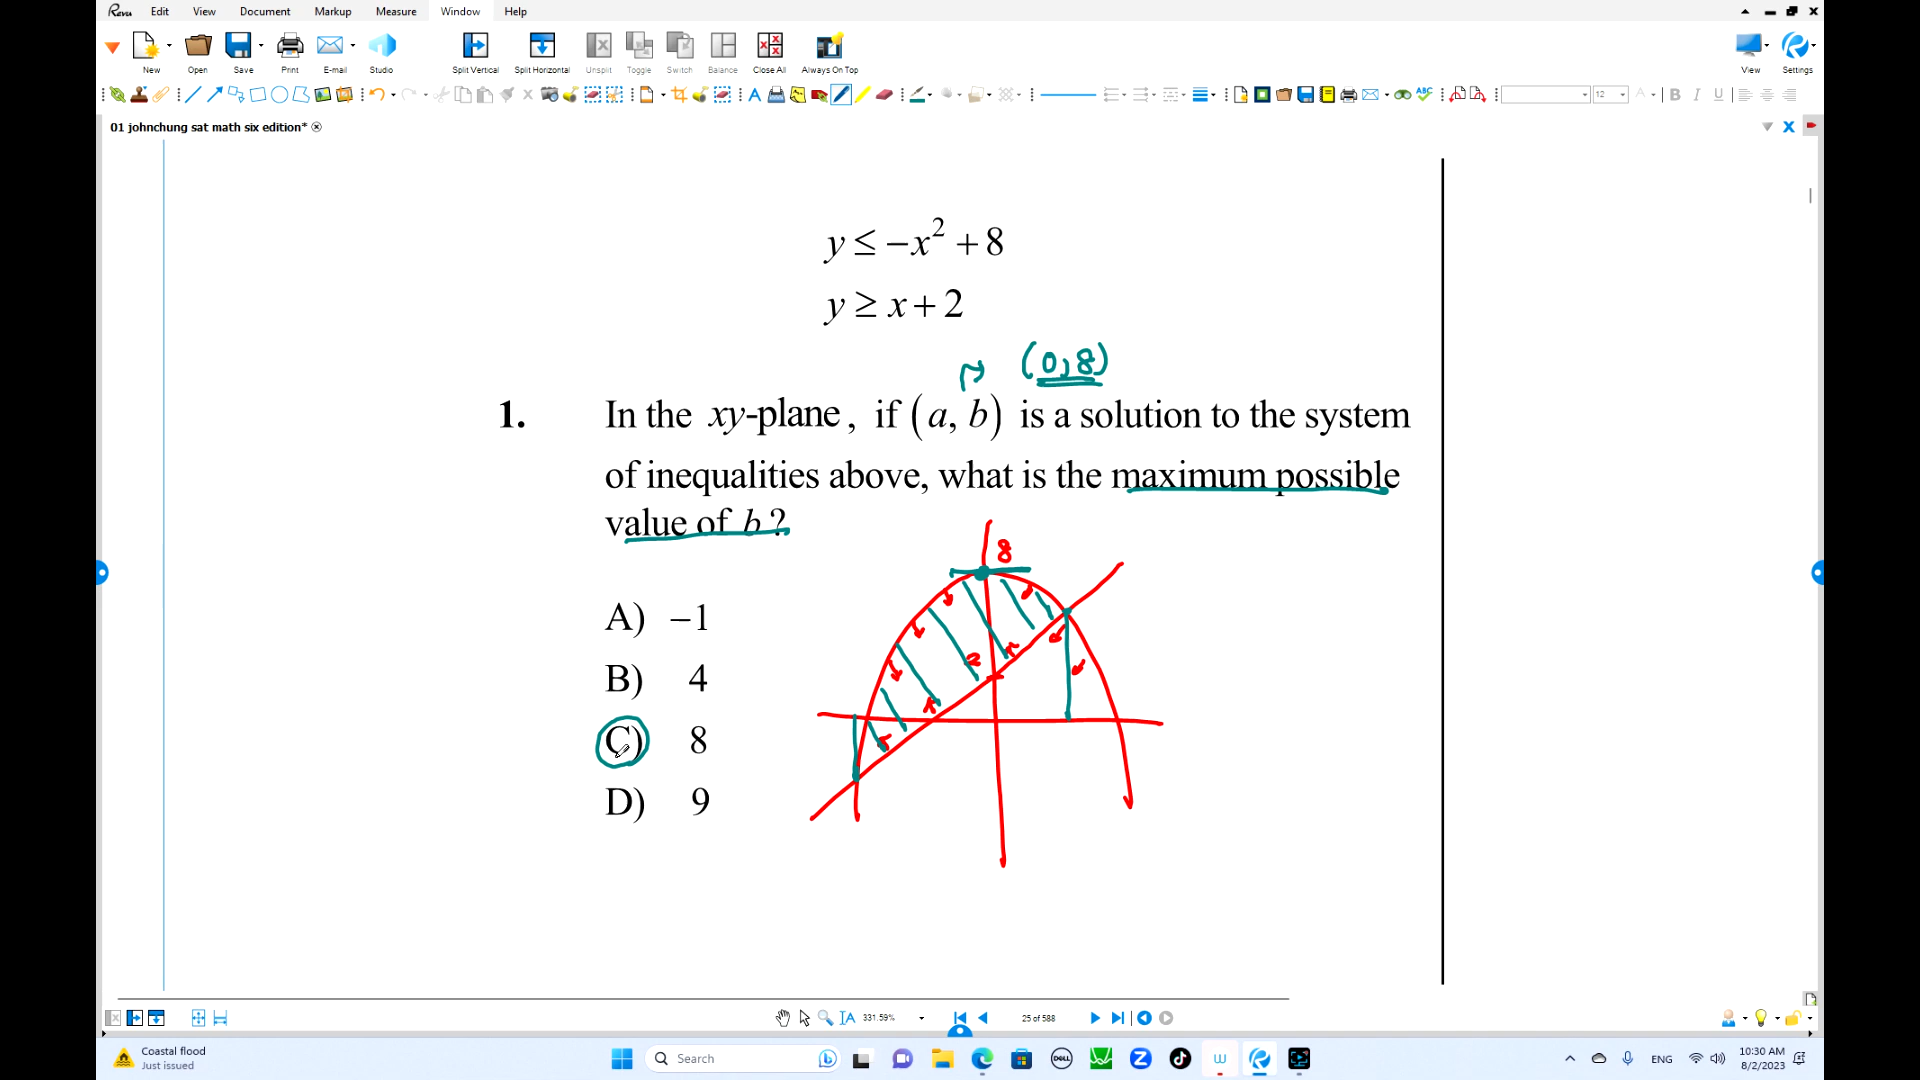 Revu Edit View Document Markup Measure Window Help
New Open Save Print E-mail Studio Split Vertical Split Horizontal Unsplit Toggle Switch Balance Close All Always On Top View Settings
12 B I U
01 johnchung sat math six edition*
y ≤ −x² + 8
y ≥ x + 2
(0,8)
1. In the xy-plane, if (a, b) is a solution to the system
of inequalities above, what is the maximum possible
value of b ?
8
A) −1
2
B) 4
C) 8
D) 9
331.59% 25 of 588
Coastal flood
Just issued
Search
DELL
ENG
10:30 AM
8/2/2023